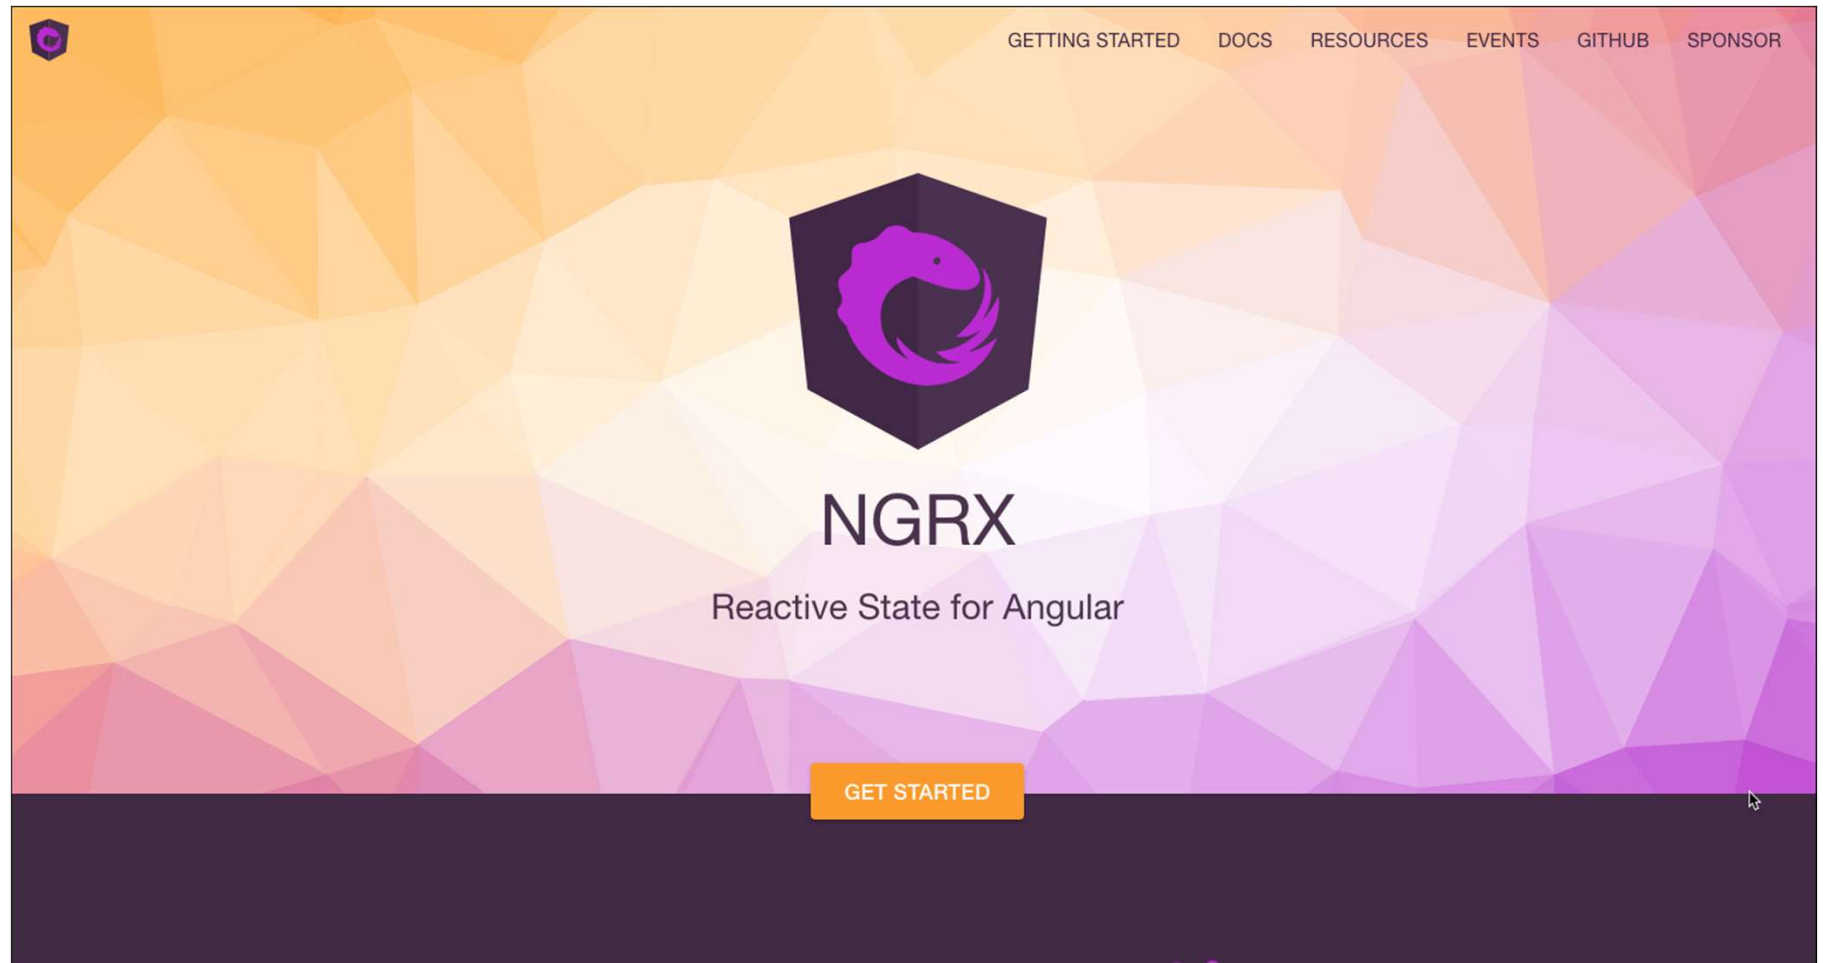 GETTING STARTED DOCS RESOURCES EVENTS GITHUB SPONSOR
NGRX
Reactive State for Angular
GET STARTED